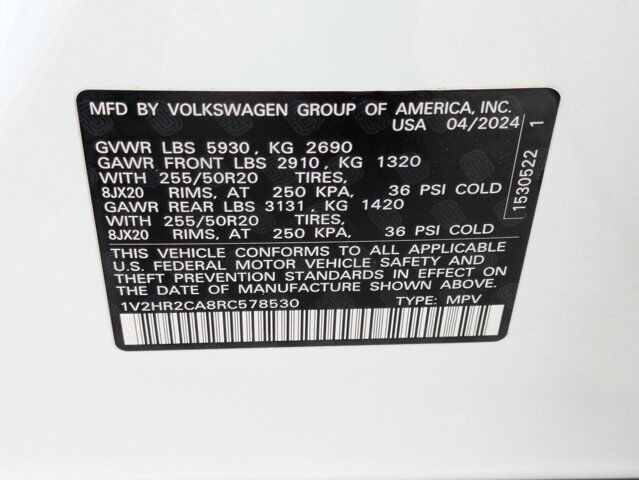 MFD BY VOLKSWAGEN GROUP OF AMERICA, INC.
USA 04/2024
GVWR LBS 5930, KG 2690
GAWR FRONT LBS 2910, KG 1320
WITH 255/50R20 TIRES,
8JX20 RIMS, AT 250 KPA, 36 PSI COLD
GAWR REAR LBS 3131, KG 1420
WITH 255/50R20 TIRES,
8JX20 RIMS, AT 250 KPA, 36 PSI COLD
THIS VEHICLE CONFORMS TO ALL APPLICABLE
U.S. FEDERAL MOTOR VEHICLE SAFETY AND
THEFT PREVENTION STANDARDS IN EFFECT ON
THE DATE OF MANUFACTURE SHOWN ABOVE.
1V2HR2CA8RC578530 TYPE: MPV
1530522 1